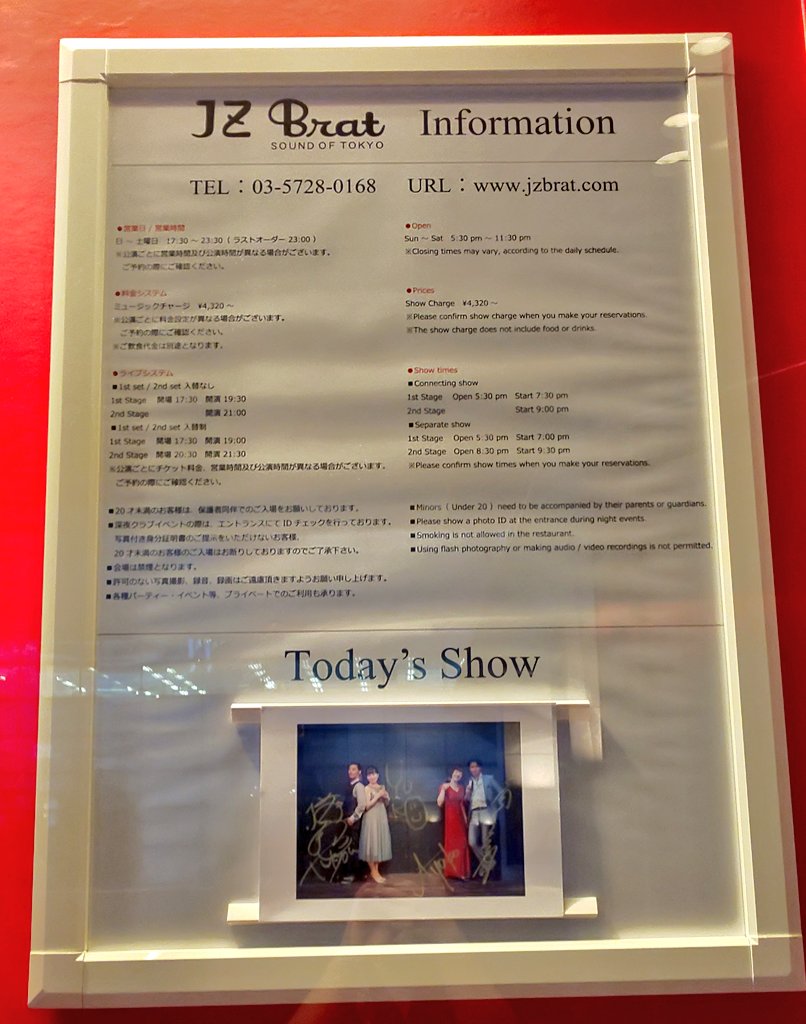 JZ Brat Information
SOUND OF TOKYO
TEL：03-5728-0168 URL：www.jzbrat.com
●営業日 / 営業時間
日 ～ 土曜日 17:30 ～ 23:30 ( ラストオーダー 23:00 )
※公演ごとに営業時間及び公演時間が異なる場合がございます。
ご予約の際にご確認ください。
●料金システム
ミュージックチャージ ¥4,320 ～
※公演ごとに料金設定が異なる場合がございます。
ご予約の際にご確認ください。
※ご飲食代金は別途となります。
●ライブシステム
■1st set / 2nd set 入替なし
1st Stage 開場 17:30 開演 19:30
2nd Stage 開演 21:00
■1st set / 2nd set 入替制
1st Stage 開場 17:30 開演 19:00
2nd Stage 開場 20:30 開演 21:30
※公演ごとにチケット料金、営業時間及び公演時間が異なる場合がございます。
ご予約の際にご確認ください。
■20 才未満のお客様は、保護者同伴でのご入場をお願いしております。
■深夜クラブイベントの際は、エントランスにて ID チェックを行っております。
写真付き身分証明書のご提示をいただけないお客様、
20 才未満のお客様のご入場はお断りしておりますのでご了承下さい。
■会場は禁煙となります。
■許可のない写真撮影、録音、録画はご遠慮頂きますようお願い申し上げます。
■各種パーティー・イベント等、プライベートでのご利用も承ります。
●Open
Sun ～ Sat 5:30 pm ～ 11:30 pm
※Closing times may vary, according to the daily schedule.
●Prices
Show Charge ¥4,320 ～
※Please confirm show charge when you make your reservations.
※The show charge does not include food or drinks.
●Show times
■Connecting show
1st Stage Open 5:30 pm Start 7:30 pm
2nd Stage Start 9:00 pm
■Separate show
1st Stage Open 5:30 pm Start 7:00 pm
2nd Stage Open 8:30 pm Start 9:30 pm
※Please confirm show times when you make your reservations.
■Minors ( Under 20 ) need to be accompanied by their parents or guardians.
■Please show a photo ID at the entrance during night events.
■Smoking is not allowed in the restaurant.
■Using flash photography or making audio / video recordings is not permitted.
Today's Show